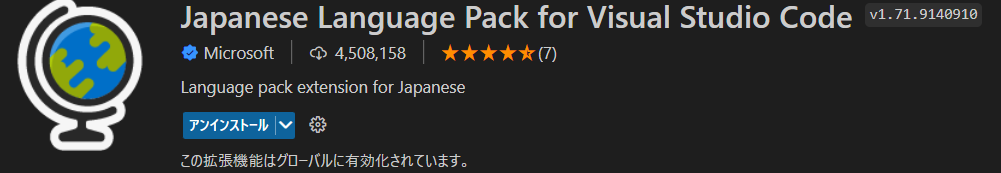 Japanese Language Pack for Visual Studio Code v1.71.9140910
Microsoft 4,508,158 (7)
Language pack extension for Japanese
アンインストール
この拡張機能はグローバルに有効化されています。